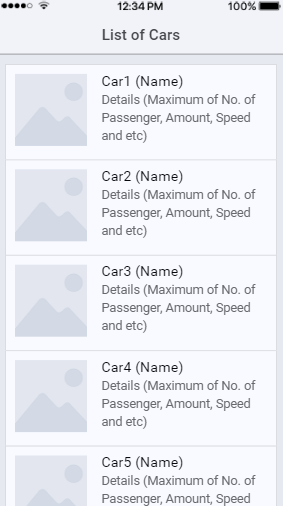 12:34 PM 100%
List of Cars
Car1 (Name)
Details (Maximum of No. of
Passenger, Amount, Speed
and etc)
Car2 (Name)
Details (Maximum of No. of
Passenger, Amount, Speed
and etc)
Car3 (Name)
Details (Maximum of No. of
Passenger, Amount, Speed
and etc)
Car4 (Name)
Details (Maximum of No. of
Passenger, Amount, Speed
and etc)
Car5 (Name)
Details (Maximum of No. of
Passenger, Amount, Speed